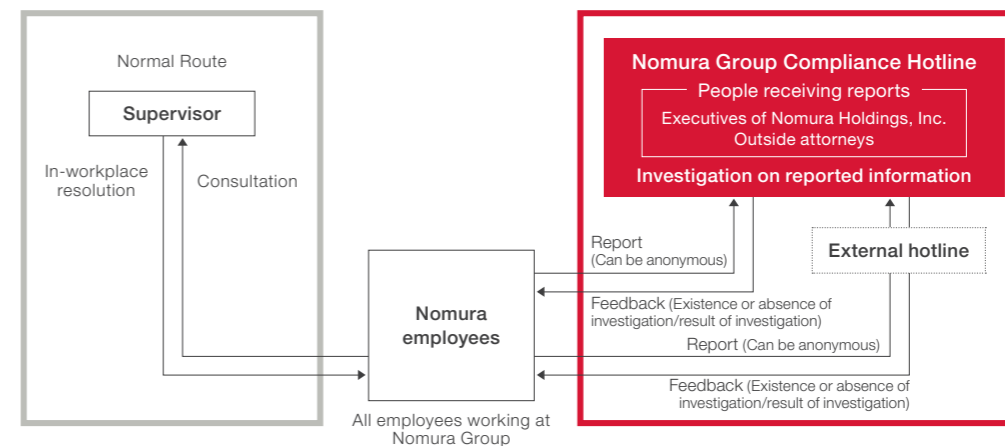 Normal Route
Supervisor
In-workplace
resolution
Consultation
Nomura
employees
All employees working at
Nomura Group
Nomura Group Compliance Hotline
People receiving reports
Executives of Nomura Holdings, Inc.
Outside attorneys
Investigation on reported information
External hotline
Report
(Can be anonymous)
Feedback (Existence or absence of
investigation/result of investigation)
Report (Can be anonymous)
Feedback (Existence or absence of
investigation/result of investigation)